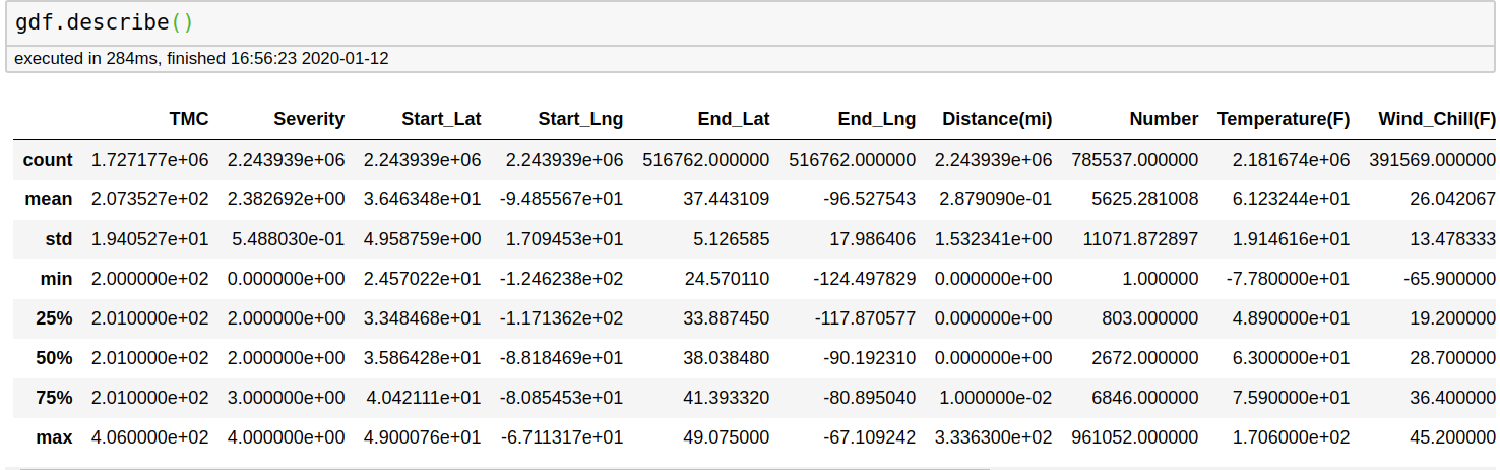 gdf.describe()
executed in 284ms, finished 16:56:23 2020-01-12
TMC Severity Start_Lat Start_Lng End_Lat End_Lng Distance(mi) Number Temperature(F) Wind_Chill(F)
count 1.727177e+06 2.243939e+06 2.243939e+06 2.243939e+06 516762.000000 516762.000000 2.243939e+06 785537.000000 2.181674e+06 391569.000000
mean 2.073527e+02 2.382692e+00 3.646348e+01 -9.485567e+01 37.443109 -96.527543 2.879090e-01 5625.281008 6.123244e+01 26.042067
std 1.940527e+01 5.488030e-01 4.958759e+00 1.709453e+01 5.126585 17.986406 1.532341e+00 11071.872897 1.914616e+01 13.478333
min 2.000000e+02 0.000000e+00 2.457022e+01 -1.246238e+02 24.570110 -124.497829 0.000000e+00 1.000000 -7.780000e+01 -65.900000
25% 2.010000e+02 2.000000e+00 3.348468e+01 -1.171362e+02 33.887450 -117.870577 0.000000e+00 803.000000 4.890000e+01 19.200000
50% 2.010000e+02 2.000000e+00 3.586428e+01 -8.818469e+01 38.038480 -90.192310 0.000000e+00 2672.000000 6.300000e+01 28.700000
75% 2.010000e+02 3.000000e+00 4.042111e+01 -8.085453e+01 41.393320 -80.895040 1.000000e-02 6846.000000 7.590000e+01 36.400000
max 4.060000e+02 4.000000e+00 4.900076e+01 -6.711317e+01 49.075000 -67.109242 3.336300e+02 961052.000000 1.706000e+02 45.200000